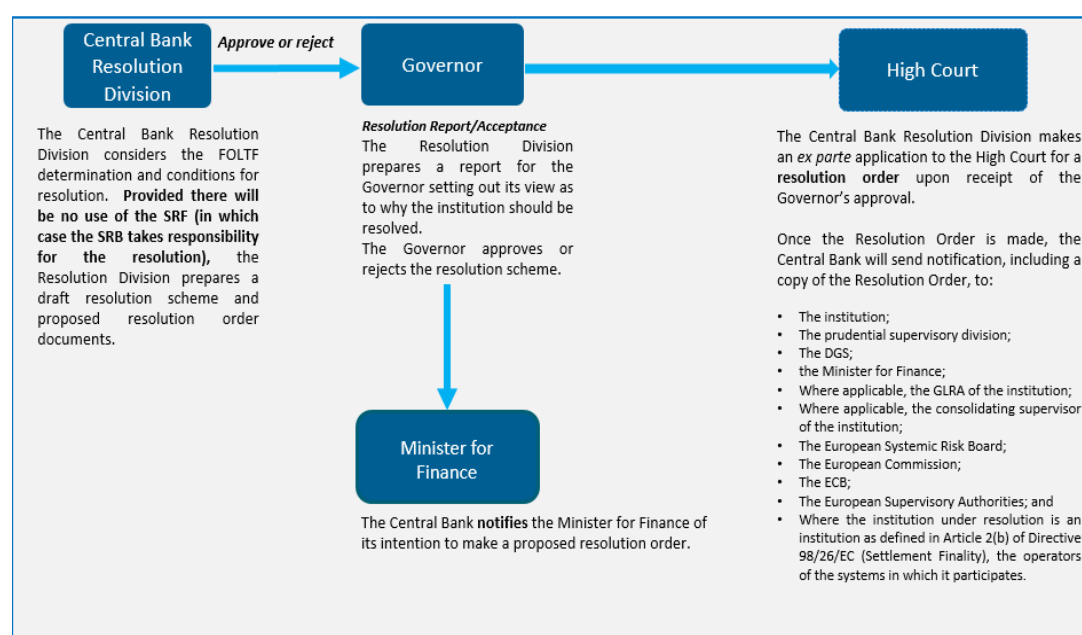 Central Bank
Resolution
Division
Approve or reject
Governor
High Court
The Central Bank Resolution
Division considers the FOLTF
determination and conditions for
resolution. Provided there will
be no use of the SRF (in which
case the SRB takes responsibility
for the resolution), the
Resolution Division prepares a
draft resolution scheme and
proposed resolution order
documents.
Resolution Report/Acceptance
The Resolution Division
prepares a report for the
Governor setting out its view as
to why the institution should be
resolved.
The Governor approves or
rejects the resolution scheme.
Minister for
Finance
The Central Bank notifies the Minister for Finance of
its intention to make a proposed resolution order.
The Central Bank Resolution Division makes
an ex parte application to the High Court for a
resolution order upon receipt of the
Governor's approval.
Once the Resolution Order is made, the
Central Bank will send notification, including a
copy of the Resolution Order, to:
• The institution;
• The prudential supervisory division;
• The DGS;
• the Minister for Finance;
• Where applicable, the GLRA of the institution;
• Where applicable, the consolidating supervisor
of the institution;
• The European Systemic Risk Board;
• The European Commission;
• The ECB;
• The European Supervisory Authorities; and
• Where the institution under resolution is an
institution as defined in Article 2(b) of Directive
98/26/EC (Settlement Finality), the operators
of the systems in which it participates.